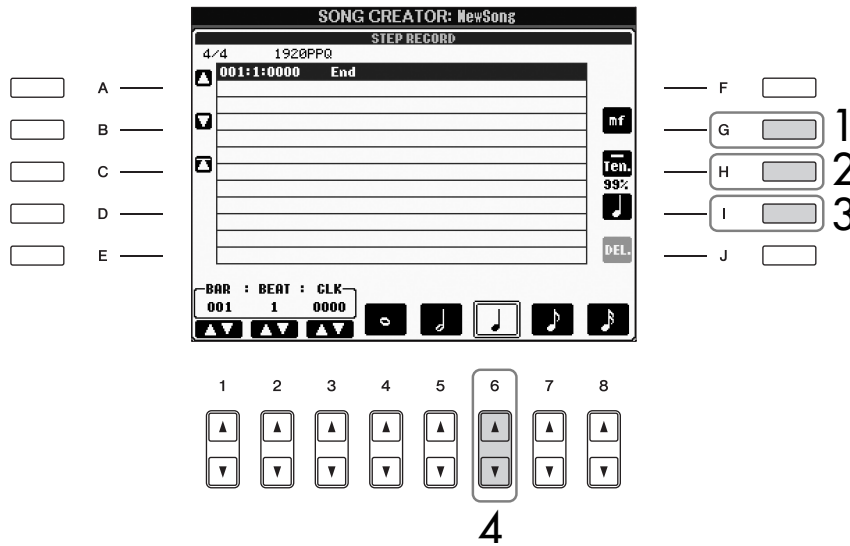 SONG CREATOR: NewSong
STEP RECORD
4/4 1920PPQ
001:1:0000 End
A
B
C
D
E
F
G 1
H 2
I 3
J
mf
Ten.
99%
DEL.
BAR : BEAT : CLK
001 1 0000
1 2 3 4 5 6 7 8
4